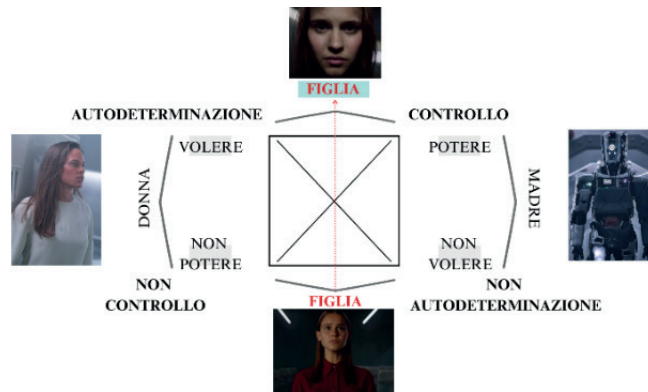 FIGLIA
AUTODETERMINAZIONE
CONTROLLO
VOLERE
POTERE
DONNA
MADRE
NON
POTERE
NON
VOLERE
NON
CONTROLLO
FIGLIA
NON
AUTODETERMINAZIONE